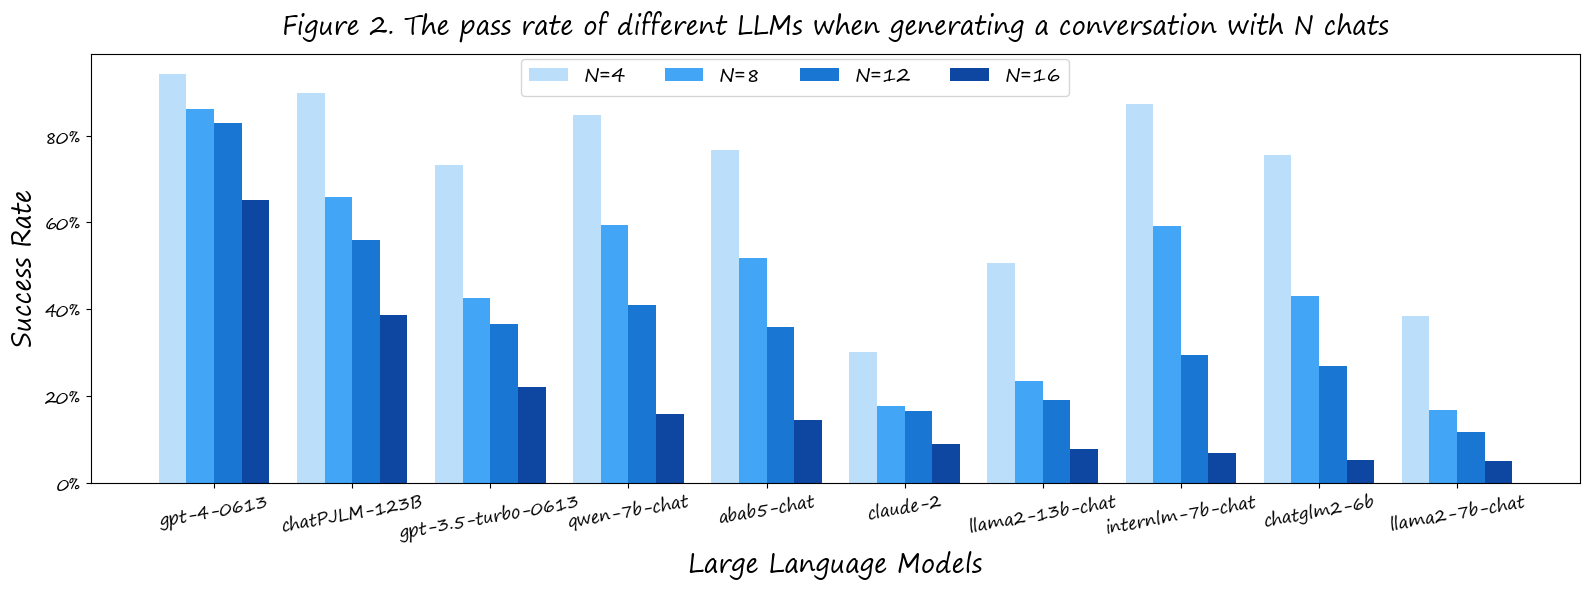 Figure 2. The pass rate of different LLMs when generating a conversation with N chats
N=4 N=8 N=12 N=16
Success Rate
80%
60%
40%
20%
0%
gpt-4-0613 chatPJLM-123B gpt-3.5-turbo-0613 qwen-7b-chat abab5-chat claude-2 llama2-13b-chat internlm-7b-chat chatglm2-6b llama2-7b-chat
Large Language Models